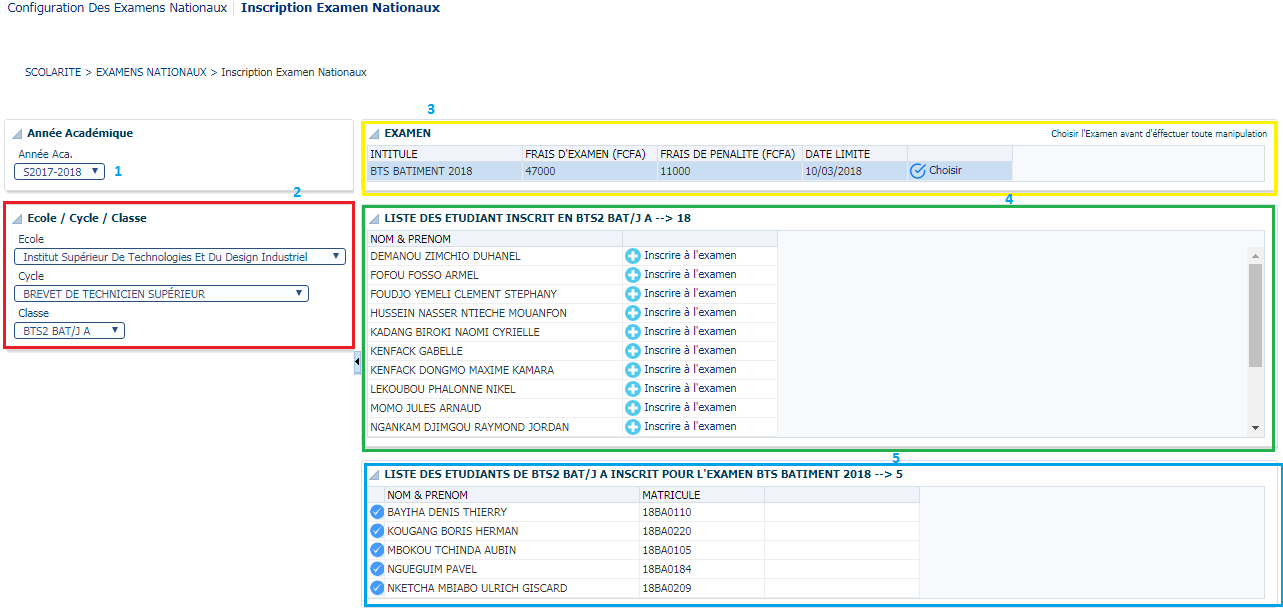 Configuration Des Examens Nationaux Inscription Examen Nationaux
SCOLARITE > EXAMENS NATIONAUX > Inscription Examen Nationaux
Année Académique
Année Aca.
S2017-2018 1
2
Ecole / Cycle / Classe
Ecole
Institut Supérieur De Technologies Et Du Design Industriel
Cycle
BREVET DE TECHNICIEN SUPÉRIEUR
Classe
BTS2 BAT/J A
3
EXAMEN Choisir l'Examen avant d'éffectuer toute manipulation
INTITULE FRAIS D'EXAMEN (FCFA) FRAIS DE PENALITE (FCFA) DATE LIMITE
BTS BATIMENT 2018 47000 11000 10/03/2018 Choisir
4
LISTE DES ETUDIANT INSCRIT EN BTS2 BAT/J A --> 18
NOM & PRENOM
DEMANOU ZIMCHIO DUHANEL Inscrire à l'examen
FOFOU FOSSO ARMEL Inscrire à l'examen
FOUDJO YEMELI CLEMENT STEPHANY Inscrire à l'examen
HUSSEIN NASSER NTIECHE MOUANFON Inscrire à l'examen
KADANG BIROKI NAOMI CYRIELLE Inscrire à l'examen
KENFACK GABELLE Inscrire à l'examen
KENFACK DONGMO MAXIME KAMARA Inscrire à l'examen
LEKOUBOU PHALONNE NIKEL Inscrire à l'examen
MOMO JULES ARNAUD Inscrire à l'examen
NGANKAM DJIMGOU RAYMOND JORDAN Inscrire à l'examen
5
LISTE DES ETUDIANTS DE BTS2 BAT/J A INSCRIT POUR L'EXAMEN BTS BATIMENT 2018 --> 5
NOM & PRENOM MATRICULE
BAYIHA DENIS THIERRY 18BA0110
KOUGANG BORIS HERMAN 18BA0220
MBOKOU TCHINDA AUBIN 18BA0105
NGUEGUIM PAVEL 18BA0184
NKETCHA MBIABO ULRICH GISCARD 18BA0209